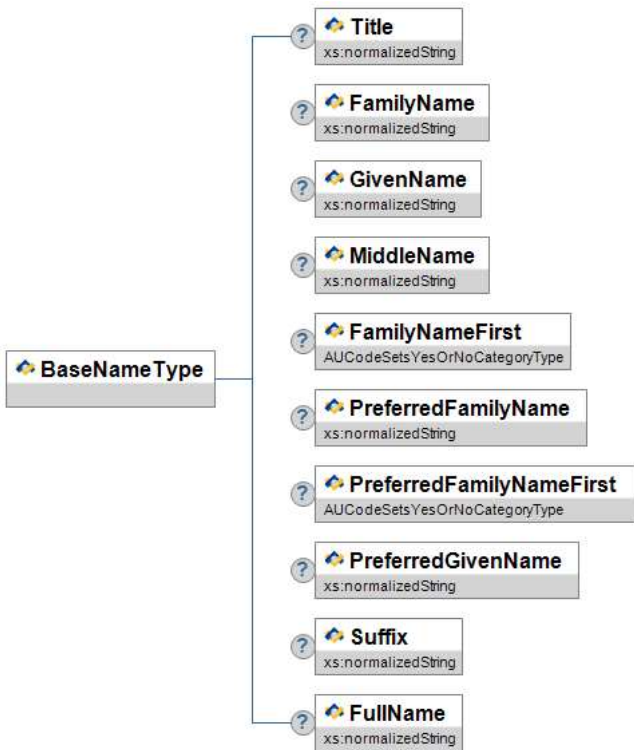 Title
xs:normalizedString
FamilyName
xs:normalizedString
GivenName
xs:normalizedString
MiddleName
xs:normalizedString
FamilyNameFirst
AUCodeSetsYesOrNoCategoryType
BaseNameType
PreferredFamilyName
xs:normalizedString
PreferredFamilyNameFirst
AUCodeSetsYesOrNoCategoryType
PreferredGivenName
xs:normalizedString
Suffix
xs:normalizedString
FullName
xs:normalizedString